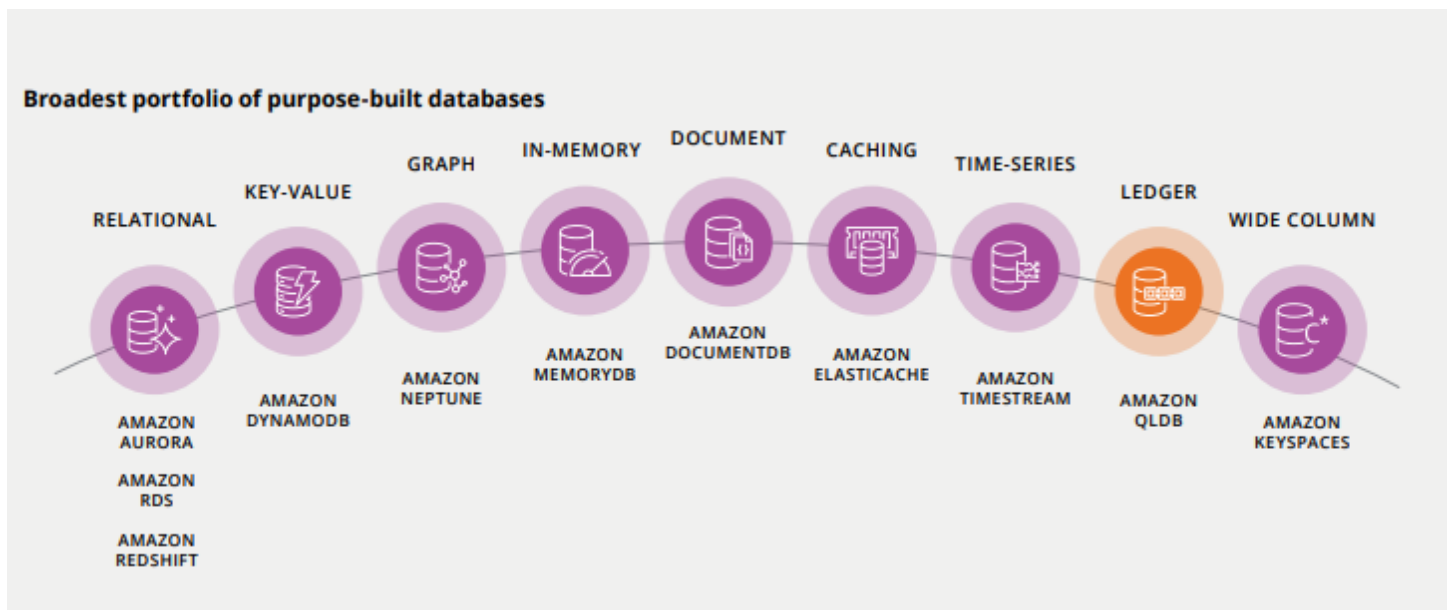 Broadest portfolio of purpose-built databases
RELATIONAL
AMAZON
AURORA
AMAZON
RDS
AMAZON
REDSHIFT
KEY-VALUE
AMAZON
DYNAMODB
GRAPH
AMAZON
NEPTUNE
IN-MEMORY
AMAZON
MEMORYDB
DOCUMENT
{}
AMAZON
DOCUMENTDB
CACHING
AMAZON
ELASTICACHE
TIME-SERIES
AMAZON
TIMESTREAM
LEDGER
AMAZON
QLDB
WIDE COLUMN
C*
AMAZON
KEYSPACES